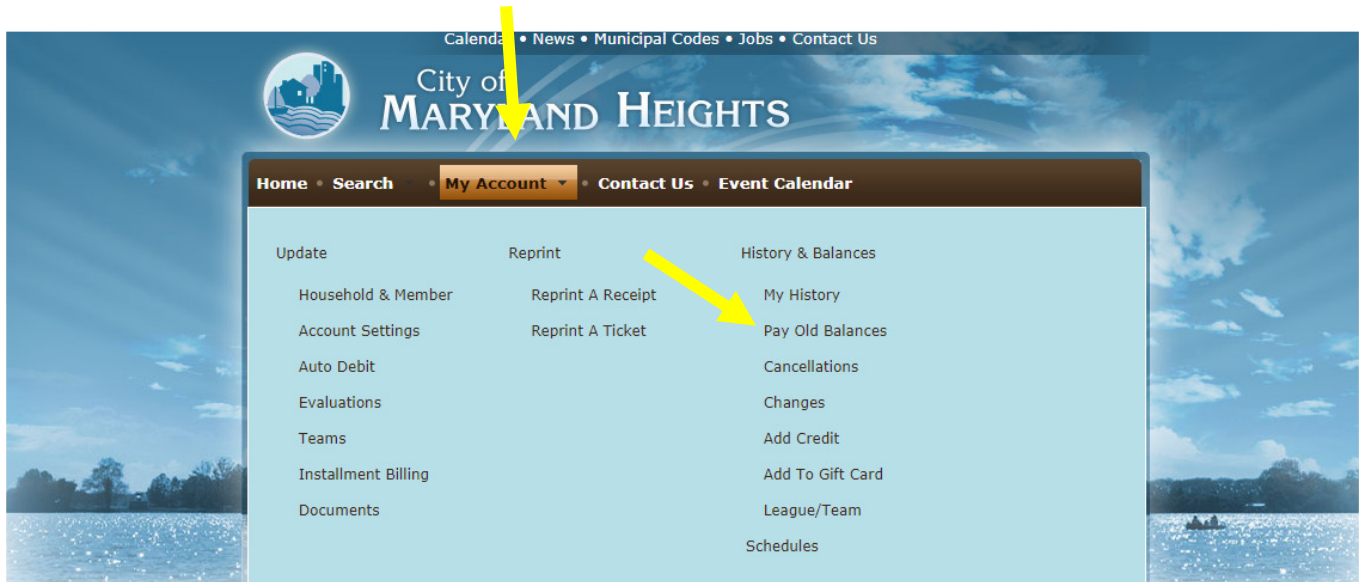 Calendar • News • Municipal Codes • Jobs • Contact Us
City of
MARYLAND HEIGHTS
Home • Search • My Account • Contact Us • Event Calendar
Update
Household & Member
Account Settings
Auto Debit
Evaluations
Teams
Installment Billing
Documents
Reprint
Reprint A Receipt
Reprint A Ticket
History & Balances
My History
Pay Old Balances
Cancellations
Changes
Add Credit
Add To Gift Card
League/Team
Schedules